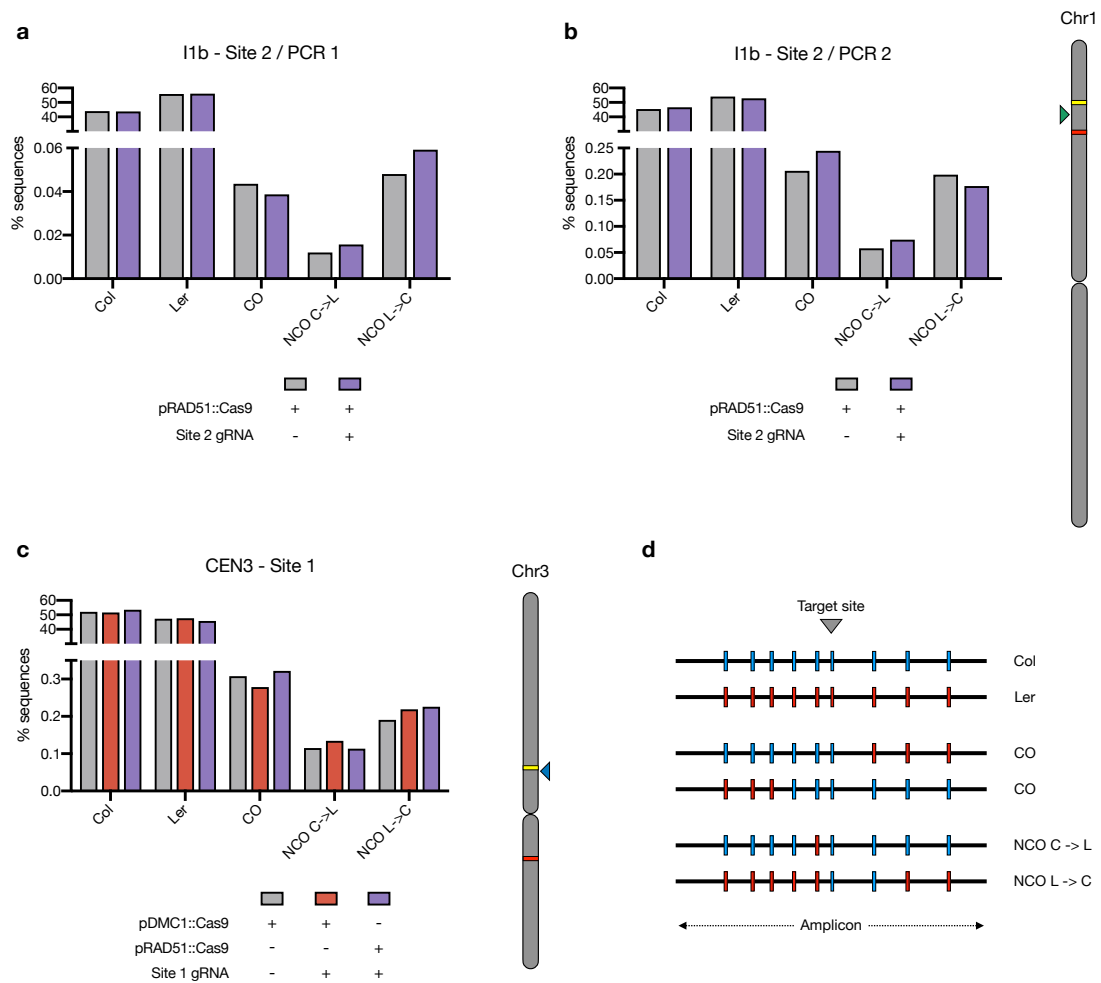 a
I1b - Site 2 / PCR 1
60
50
40
0.06
0.04
0.02
0.00
% sequences
Col
Ler
CO
NCO C->L
NCO L->C
pRAD51::Cas9 + +
Site 2 gRNA - +
b
I1b - Site 2 / PCR 2
60
50
40
0.25
0.20
0.15
0.10
0.05
0.00
% sequences
Col
Ler
CO
NCO C->L
NCO L->C
pRAD51::Cas9 + +
Site 2 gRNA - +
Chr1
c
CEN3 - Site 1
60
50
40
0.3
0.2
0.1
0.0
% sequences
Col
Ler
CO
NCO C->L
NCO L->C
pDMC1::Cas9 + + -
pRAD51::Cas9 - - +
Site 1 gRNA - + +
Chr3
d
Target site
Col
Ler
CO
CO
NCO C -> L
NCO L -> C
Amplicon